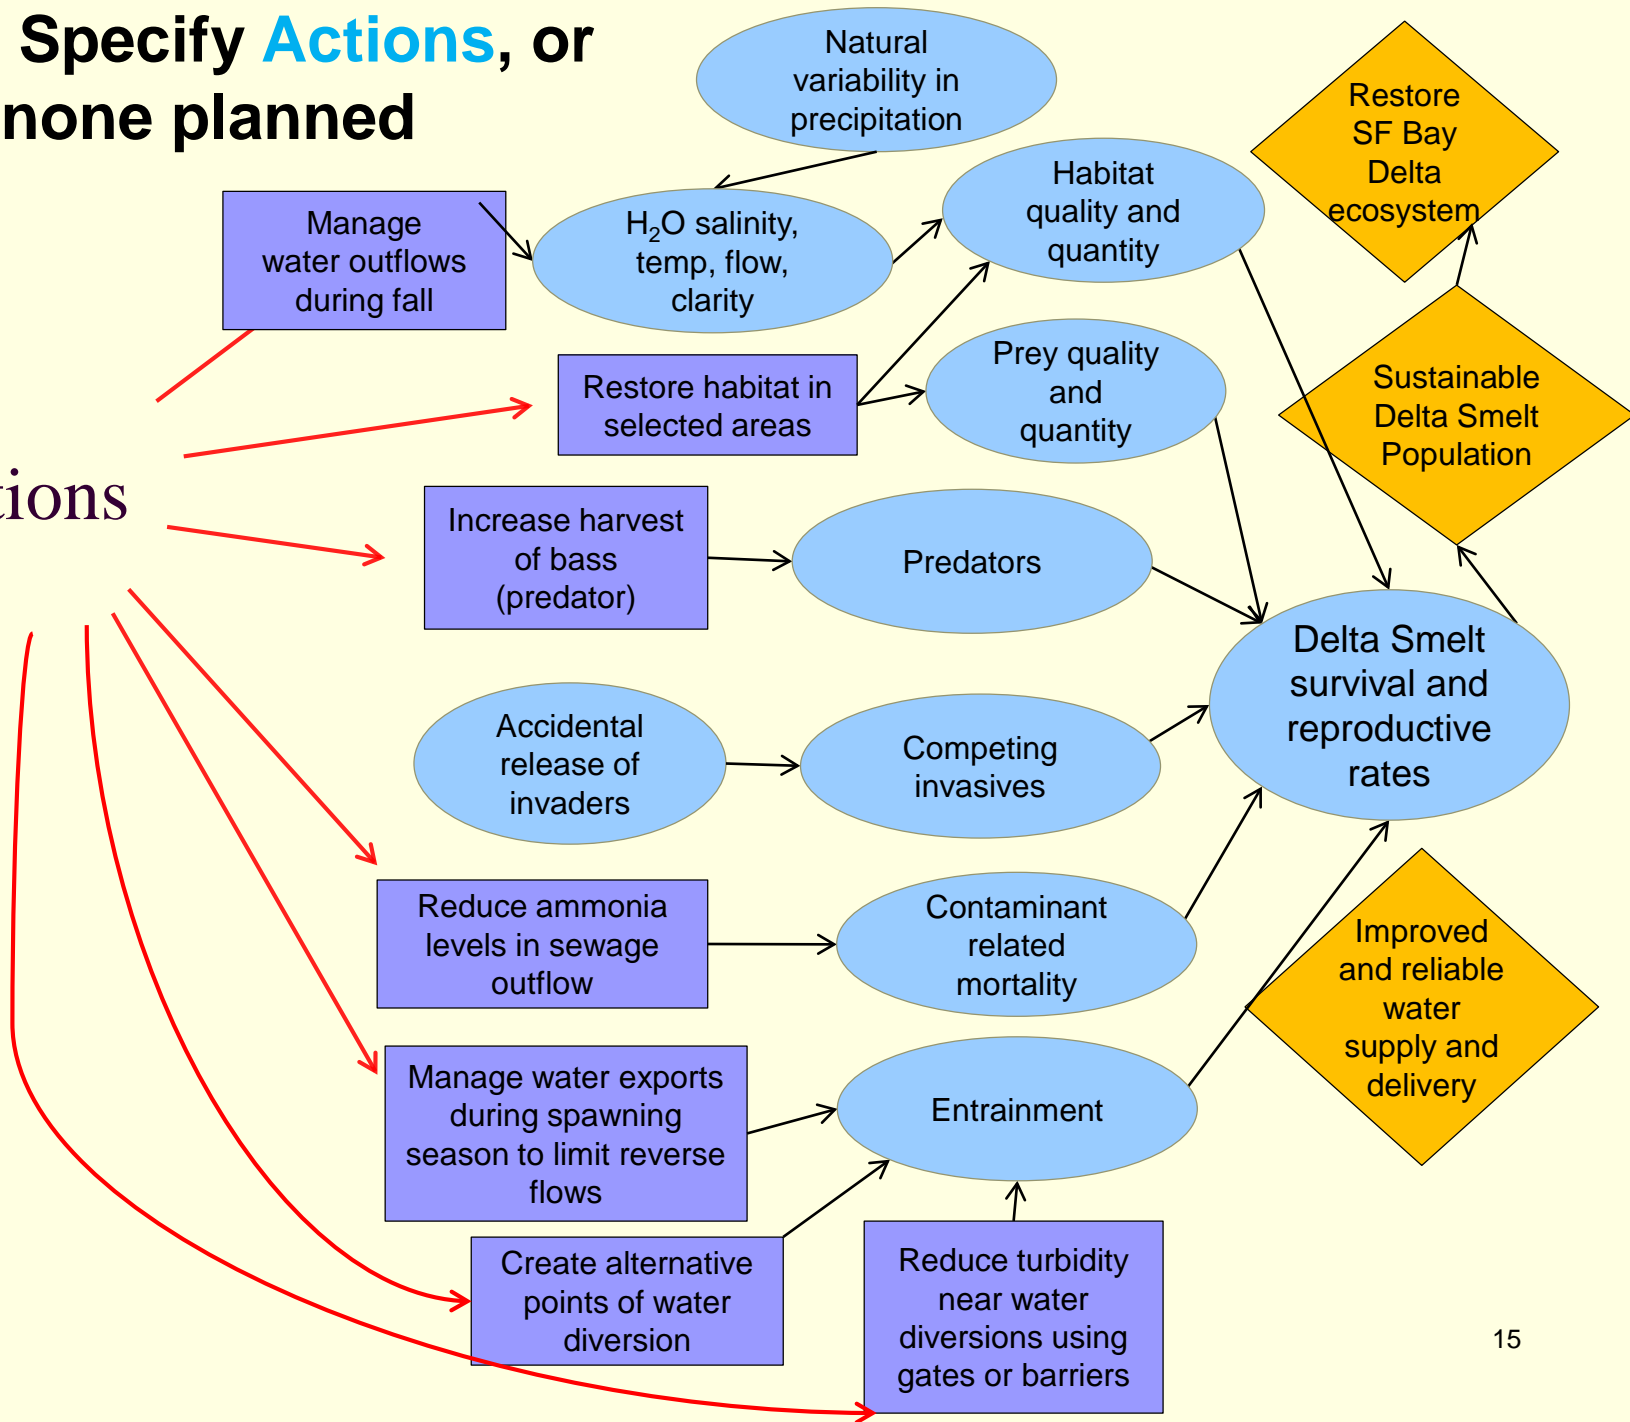 Specify Actions, or
none planned
Natural
variability in
precipitation
Restore
SF Bay
Delta
ecosystem
Manage
water outflows
during fall
H₂O salinity,
temp, flow,
clarity
Habitat
quality and
quantity
Restore habitat in
selected areas
Prey quality
and
quantity
Sustainable
Delta Smelt
Population
tions
Increase harvest
of bass
(predator)
Predators
Delta Smelt
survival and
reproductive
rates
Accidental
release of
invaders
Competing
invasives
Reduce ammonia
levels in sewage
outflow
Contaminant
related
mortality
Improved
and reliable
water
supply and
delivery
Manage water exports
during spawning
season to limit reverse
flows
Entrainment
Create alternative
points of water
diversion
Reduce turbidity
near water
diversions using
gates or barriers
15